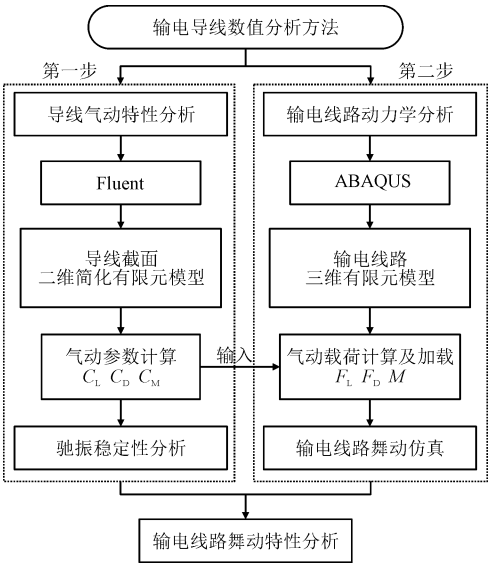 输电导线数值分析方法
第一步
导线气动特性分析
Fluent
导线截面
二维简化有限元模型
气动参数计算
C_L C_D C_M
驰振稳定性分析
输入
第二步
输电线路动力学分析
ABAQUS
输电线路
三维有限元模型
气动载荷计算及加载
F_L F_D M
输电线路舞动仿真
输电线路舞动特性分析